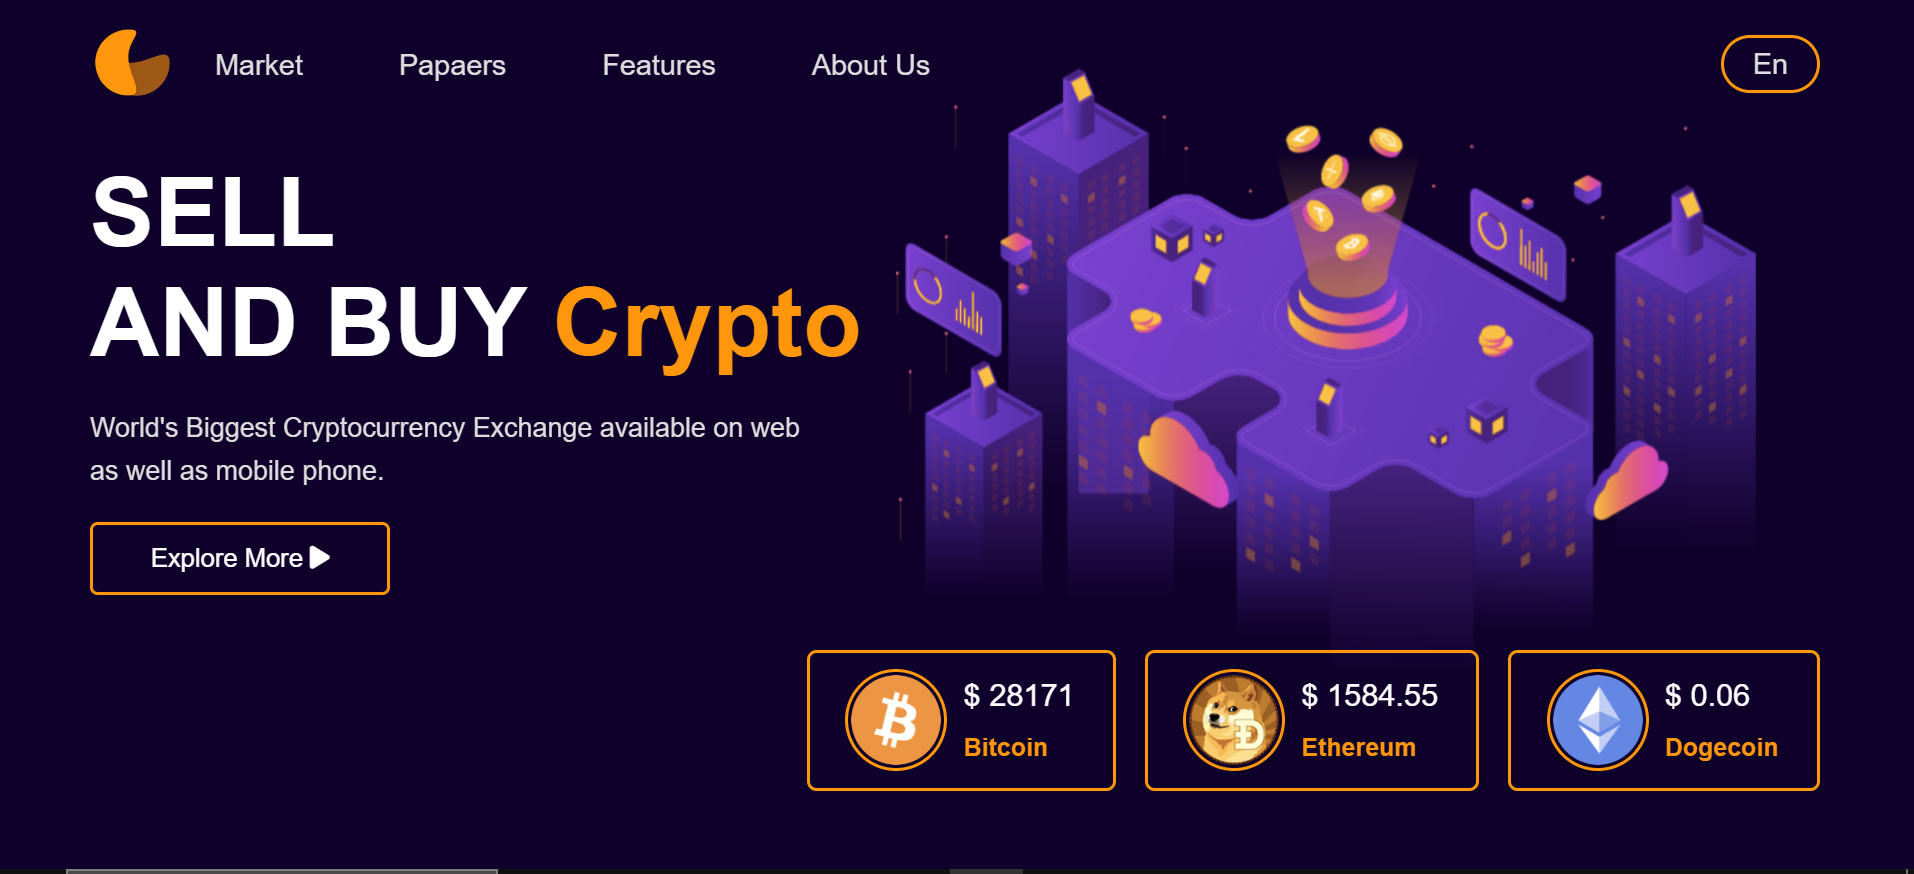 Market
Papaers
Features
About Us
En
SELL
AND BUY Crypto
World's Biggest Cryptocurrency Exchange available on web
as well as mobile phone.
Explore More
$ 28171
Bitcoin
$ 1584.55
Ethereum
$ 0.06
Dogecoin